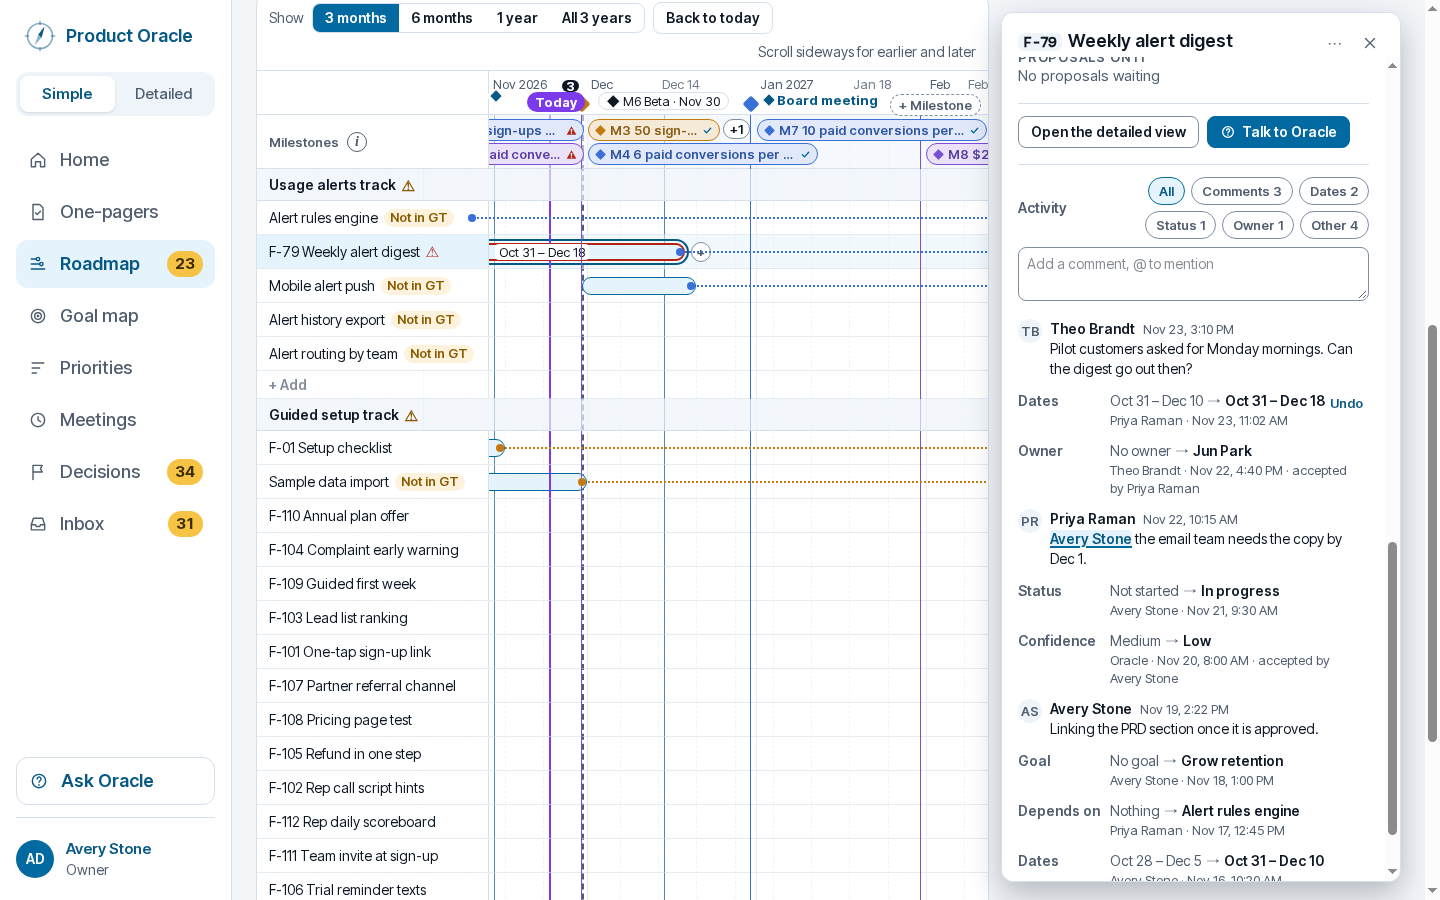 Product Oracle
Simple
Detailed
Home
One-pagers
Roadmap 23
Goal map
Priorities
Meetings
Decisions 34
Inbox 31
Ask Oracle
AD
Avery Stone
Owner
Show
3 months
6 months
1 year
All 3 years
Back to today
Scroll sideways for earlier and later
Nov 2026
3
Dec
Dec 14
Jan 2027
Jan 18
Feb
Feb
Today
M6 Beta · Nov 30
Board meeting
+ Milestone
Milestones
i
sign-ups ...
M3 50 sign-...
+1
M7 10 paid conversions per...
paid conve...
M4 6 paid conversions per ...
M8 $2
Usage alerts track
Alert rules engine Not in GT
F-79 Weekly alert digest
Oct 31 – Dec 18
+
Mobile alert push Not in GT
Alert history export Not in GT
Alert routing by team Not in GT
+ Add
Guided setup track
F-01 Setup checklist
Sample data import Not in GT
F-110 Annual plan offer
F-104 Complaint early warning
F-109 Guided first week
F-103 Lead list ranking
F-101 One-tap sign-up link
F-107 Partner referral channel
F-108 Pricing page test
F-105 Refund in one step
F-102 Rep call script hints
F-112 Rep daily scoreboard
F-111 Team invite at sign-up
F-106 Trial reminder texts
F-79 Weekly alert digest
No proposals waiting
Open the detailed view
Talk to Oracle
Activity
All
Comments 3
Dates 2
Status 1
Owner 1
Other 4
Add a comment, @ to mention
TB
Theo Brandt Nov 23, 3:10 PM
Pilot customers asked for Monday mornings. Can
the digest go out then?
Dates
Oct 31 – Dec 10 → Oct 31 – Dec 18 Undo
Priya Raman · Nov 23, 11:02 AM
Owner
No owner → Jun Park
Theo Brandt · Nov 22, 4:40 PM · accepted
by Priya Raman
PR
Priya Raman Nov 22, 10:15 AM
Avery Stone the email team needs the copy by
Dec 1.
Status
Not started → In progress
Avery Stone · Nov 21, 9:30 AM
Confidence
Medium → Low
Oracle · Nov 20, 8:00 AM · accepted by
Avery Stone
AS
Avery Stone Nov 19, 2:22 PM
Linking the PRD section once it is approved.
Goal
No goal → Grow retention
Avery Stone · Nov 18, 1:00 PM
Depends on
Nothing → Alert rules engine
Priya Raman · Nov 17, 12:45 PM
Dates
Oct 28 – Dec 5 → Oct 31 – Dec 10
Avery Stone · Nov 16, 10:20 AM